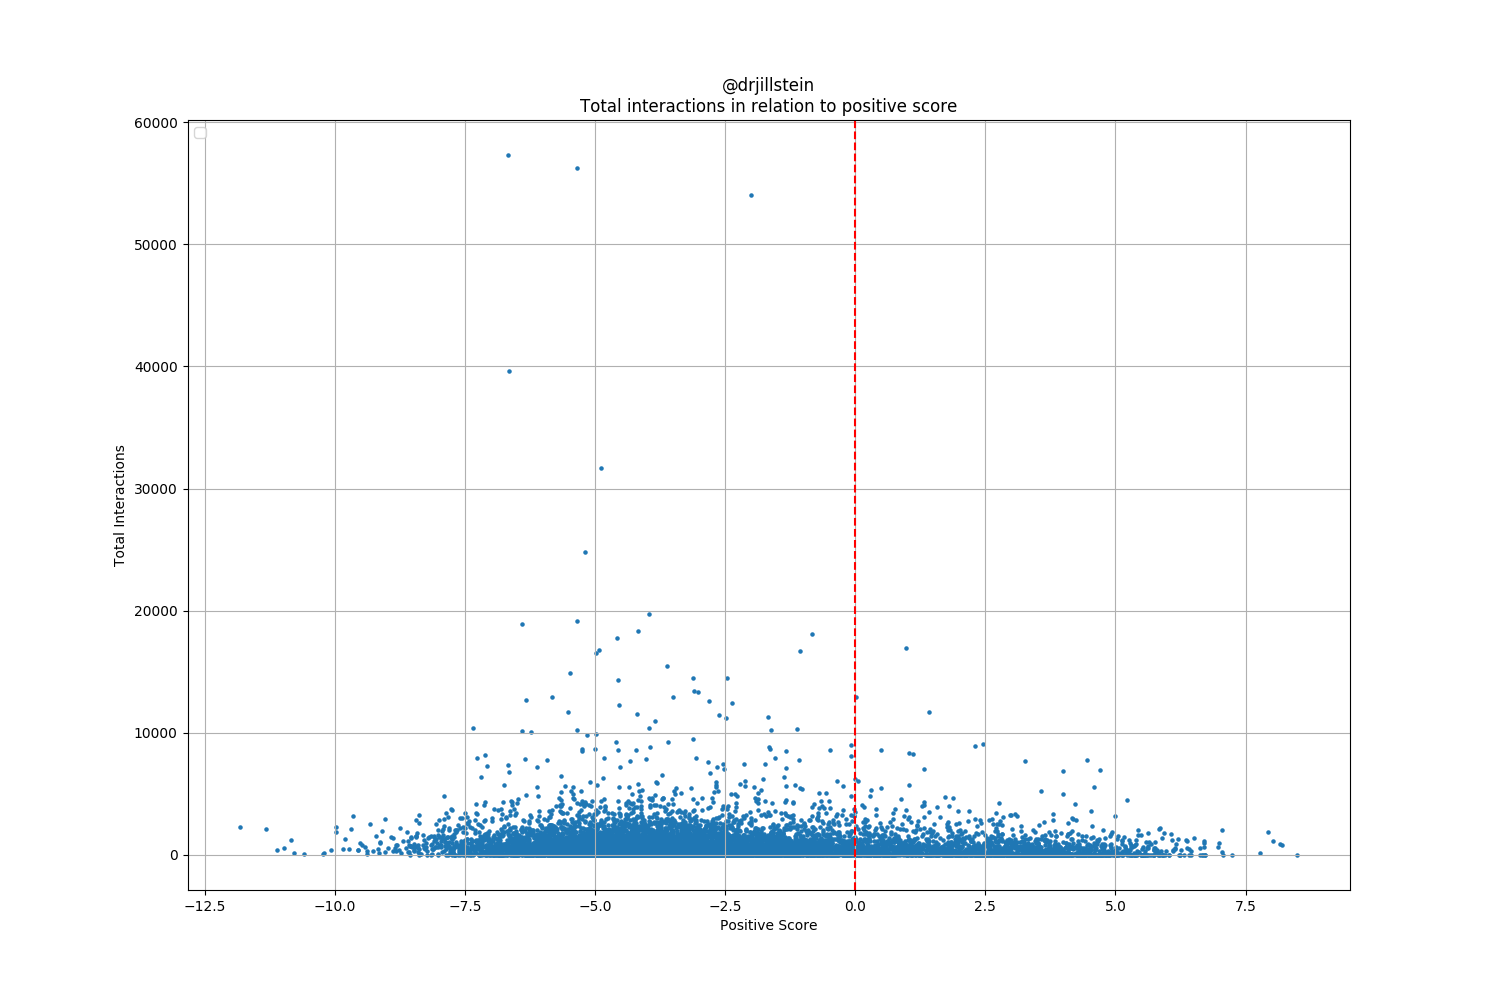 @drjillstein
Total interactions in relation to positive score
60000
50000
40000
30000
20000
10000
0
Total Interactions
−12.5 −10.0 −7.5 −5.0 −2.5 0.0 2.5 5.0 7.5
Positive Score